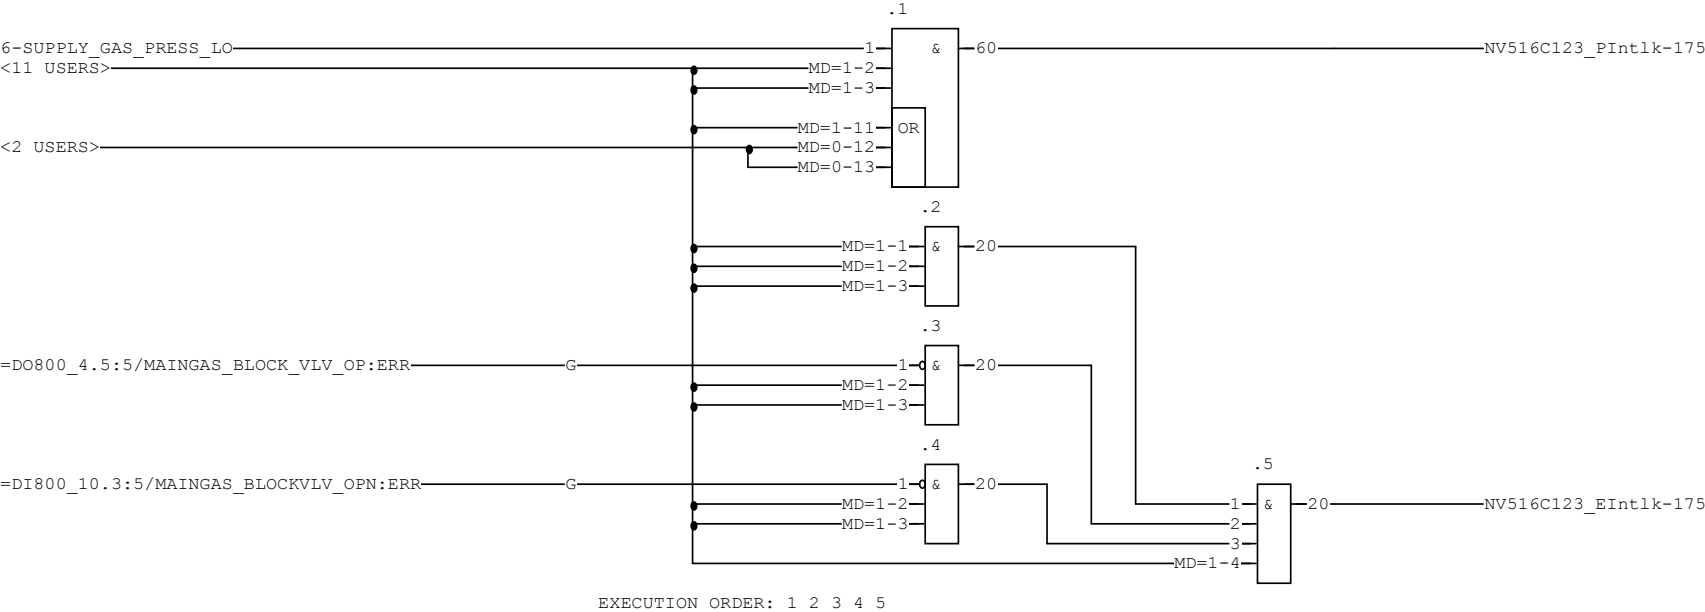 .1
6-SUPPLY_GAS_PRESS_LO 1 & 60 NV516C123_PIntlk-175
<11 USERS> MD=1-2
MD=1-3
MD=1-11 OR
<2 USERS> MD=0-12
MD=0-13
.2
MD=1-1 & 20
MD=1-2
MD=1-3
.3
=DO800_4.5:5/MAINGAS_BLOCK_VLV_OP:ERR G 1 & 20
MD=1-2
MD=1-3
.4
.5
=DI800_10.3:5/MAINGAS_BLOCKVLV_OPN:ERR G 1 & 20
MD=1-2 1 & 20 NV516C123_EIntlk-175
MD=1-3 2
3
MD=1-4
EXECUTION ORDER: 1 2 3 4 5